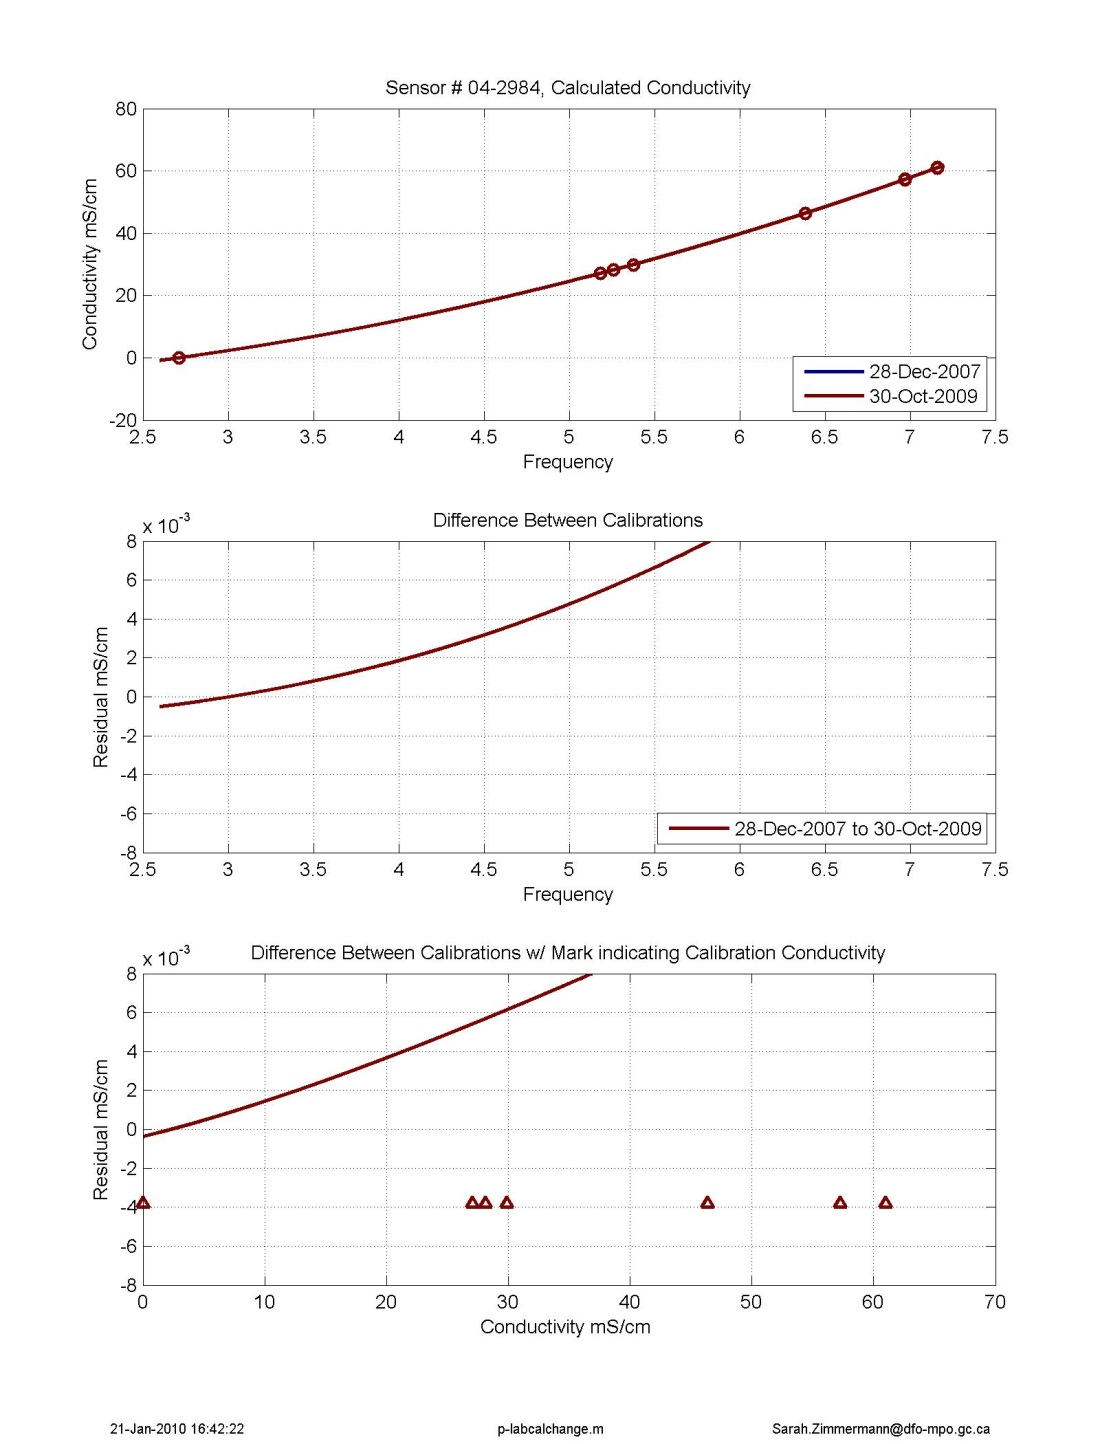 Sensor # 04-2984, Calculated Conductivity
80
60
40
20
0
-20
Conductivity mS/cm
28-Dec-2007
30-Oct-2009
2.5 3 3.5 4 4.5 5 5.5 6 6.5 7 7.5
Frequency
Difference Between Calibrations
x 10-3
8
6
4
2
0
-2
-4
-6
-8
Residual mS/cm
28-Dec-2007 to 30-Oct-2009
2.5 3 3.5 4 4.5 5 5.5 6 6.5 7 7.5
Frequency
Difference Between Calibrations w/ Mark indicating Calibration Conductivity
x 10-3
8
6
4
2
0
-2
-4
-6
-8
Residual mS/cm
0 10 20 30 40 50 60 70
Conductivity mS/cm
21-Jan-2010 16:42:22 p-labcalchange.m Sarah.Zimmermann@dfo-mpo.gc.ca